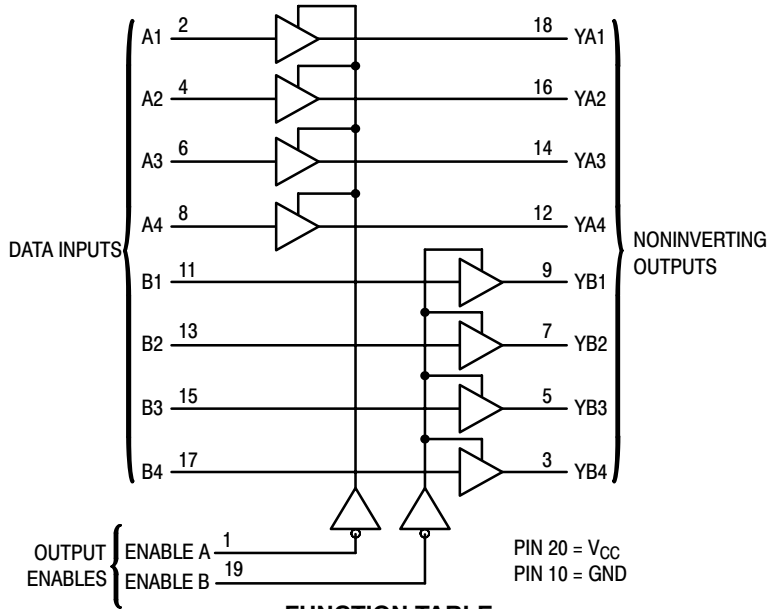 A1 2 18 YA1
A2 4 16 YA2
A3 6 14 YA3
A4 8 12 YA4
DATA INPUTS
NONINVERTING
OUTPUTS
B1 11 9 YB1
B2 13 7 YB2
B3 15 5 YB3
B4 17 3 YB4
OUTPUT
ENABLES
ENABLE A 1
ENABLE B 19
PIN 20 = VCC
PIN 10 = GND
FUNCTION TABLE